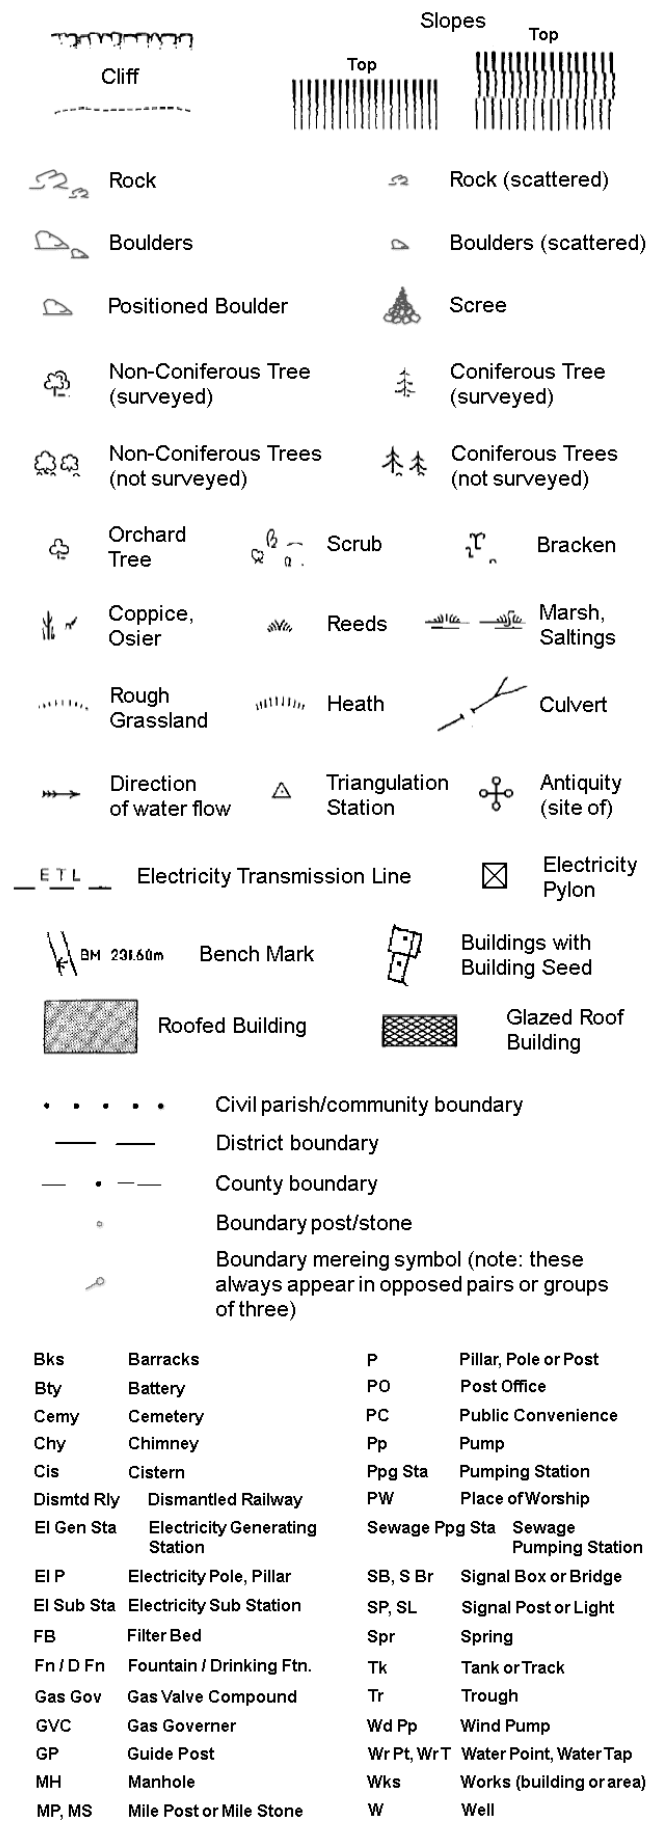 Slopes
Top
Top
Cliff
Rock
Rock (scattered)
Boulders
Boulders (scattered)
Positioned Boulder
Scree
Non-Coniferous Tree
(surveyed)
Coniferous Tree
(surveyed)
Non-Coniferous Trees
(not surveyed)
Coniferous Trees
(not surveyed)
Orchard
Tree
Scrub
Bracken
Coppice,
Osier
Reeds
Marsh,
Saltings
Rough
Grassland
Heath
Culvert
Direction
of water flow
Triangulation
Station
Antiquity
(site of)
E T L
Electricity Transmission Line
Electricity
Pylon
BM 231.60m
Bench Mark
Buildings with
Building Seed
Roofed Building
Glazed Roof
Building
Civil parish/community boundary
District boundary
County boundary
Boundary post/stone
Boundary mereing symbol (note: these
always appear in opposed pairs or groups
of three)
Bks Barracks P Pillar, Pole or Post
Bty Battery PO Post Office
Cemy Cemetery PC Public Convenience
Chy Chimney Pp Pump
Cis Cistern Ppg Sta Pumping Station
Dismtd Rly Dismantled Railway PW Place of Worship
El Gen Sta Electricity Generating Sewage Ppg Sta Sewage
Station Pumping Station
El P Electricity Pole, Pillar SB, S Br Signal Box or Bridge
El Sub Sta Electricity Sub Station SP, SL Signal Post or Light
FB Filter Bed Spr Spring
Fn / D Fn Fountain / Drinking Ftn. Tk Tank or Track
Gas Gov Gas Valve Compound Tr Trough
GVC Gas Governer Wd Pp Wind Pump
GP Guide Post Wr Pt, Wr T Water Point, Water Tap
MH Manhole Wks Works (building or area)
MP, MS Mile Post or Mile Stone W Well